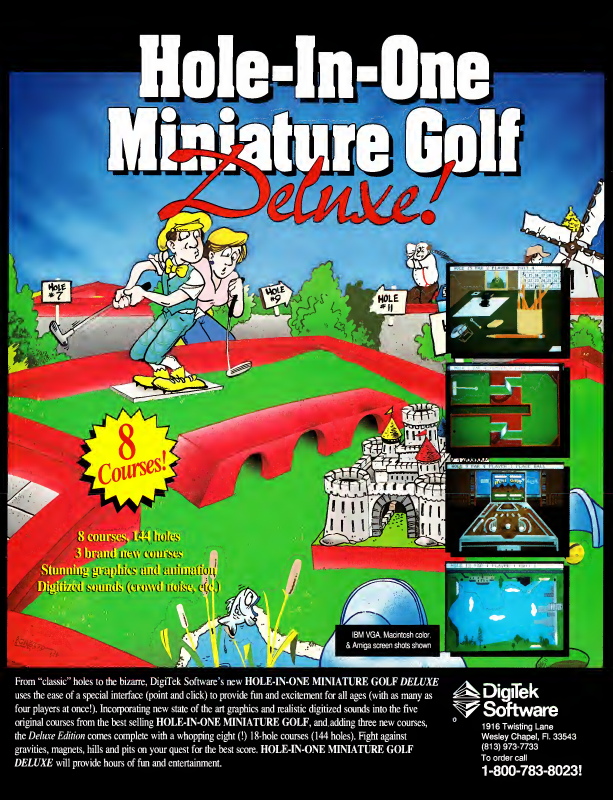 Hole-In-One
Miniature Golf
Deluxe!
HOLE
#7
HOLE
#9
HOLE
#11
8
Courses!
8 courses, 144 holes
3 brand new courses
Stunning graphics and animation
Digitized sounds (crowd noise, etc.)
IBM VGA, Macintosh color.
& Amiga screen shots shown
From “classic” holes to the bizarre, DigiTek Software's new HOLE-IN-ONE MINIATURE GOLF DELUXE
uses the ease of a special interface (point and click) to provide fun and excitement for all ages (with as many as
four players at once!). Incorporating new state of the art graphics and realistic digitized sounds into the five
original courses from the best selling HOLE-IN-ONE MINIATURE GOLF, and,adding three new courses,
the Deluxe Edition comes complete with a whopping eight (!) 18-hole courses (144 holes). Fight against
gravities, magnets, hills and pits on your quest for the best score. HOLE-IN-ONE MINIATURE GOLF
DELUXE will provide hours of fun and entertainment.
DigiTek
Software
1916 Twisting Lane
Wesley Chapel, Fl. 33543
(813) 973-7733
To order call
1-800-783-8023!